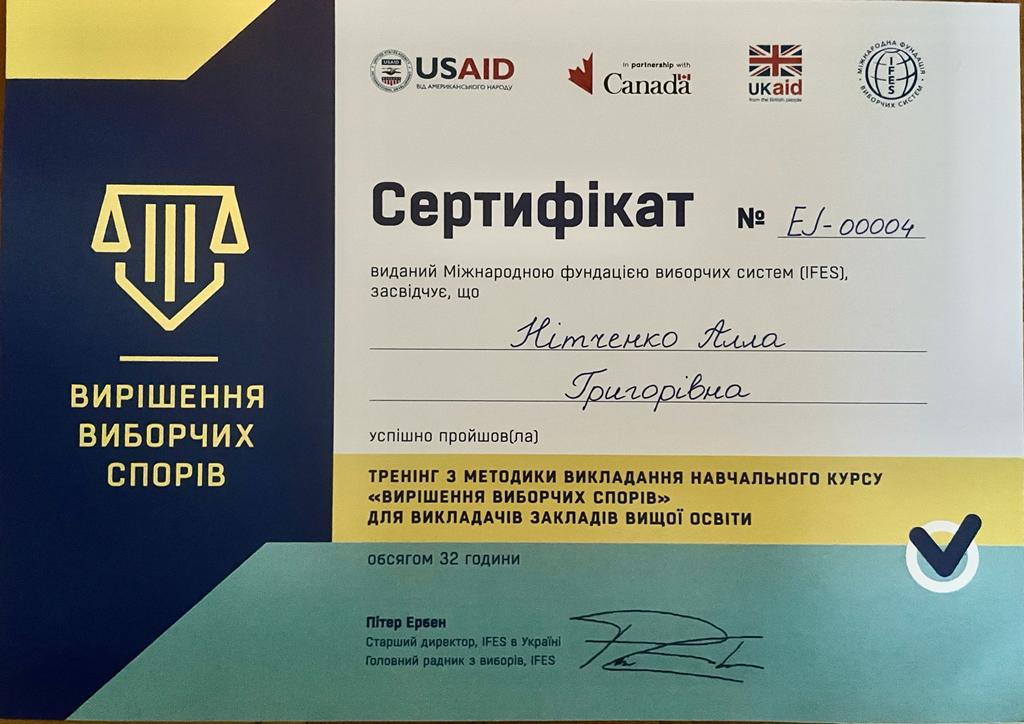 USAID
ВІД АМЕРИКАНСЬКОГО НАРОДУ
In partnership with
Canada
UKaid
from the British people
МІЖНАРОДНА ФУНДАЦІЯ ВИБОРЧИХ СИСТЕМ
IFES
Сертифікат № EJ-00004
виданий Міжнародною фундацією виборчих систем (IFES),
засвідчує, що
Нітченко Алла
Григорівна
успішно пройшов(ла)
ТРЕНІНГ З МЕТОДИКИ ВИКЛАДАННЯ НАВЧАЛЬНОГО КУРСУ
«ВИРІШЕННЯ ВИБОРЧИХ СПОРІВ»
ДЛЯ ВИКЛАДАЧІВ ЗАКЛАДІВ ВИЩОЇ ОСВІТИ
обсягом 32 години
Пітер Ербен
Старший директор, IFES в Україні
Головний радник з виборів, IFES
ВИРІШЕННЯ
ВИБОРЧИХ
СПОРІВ